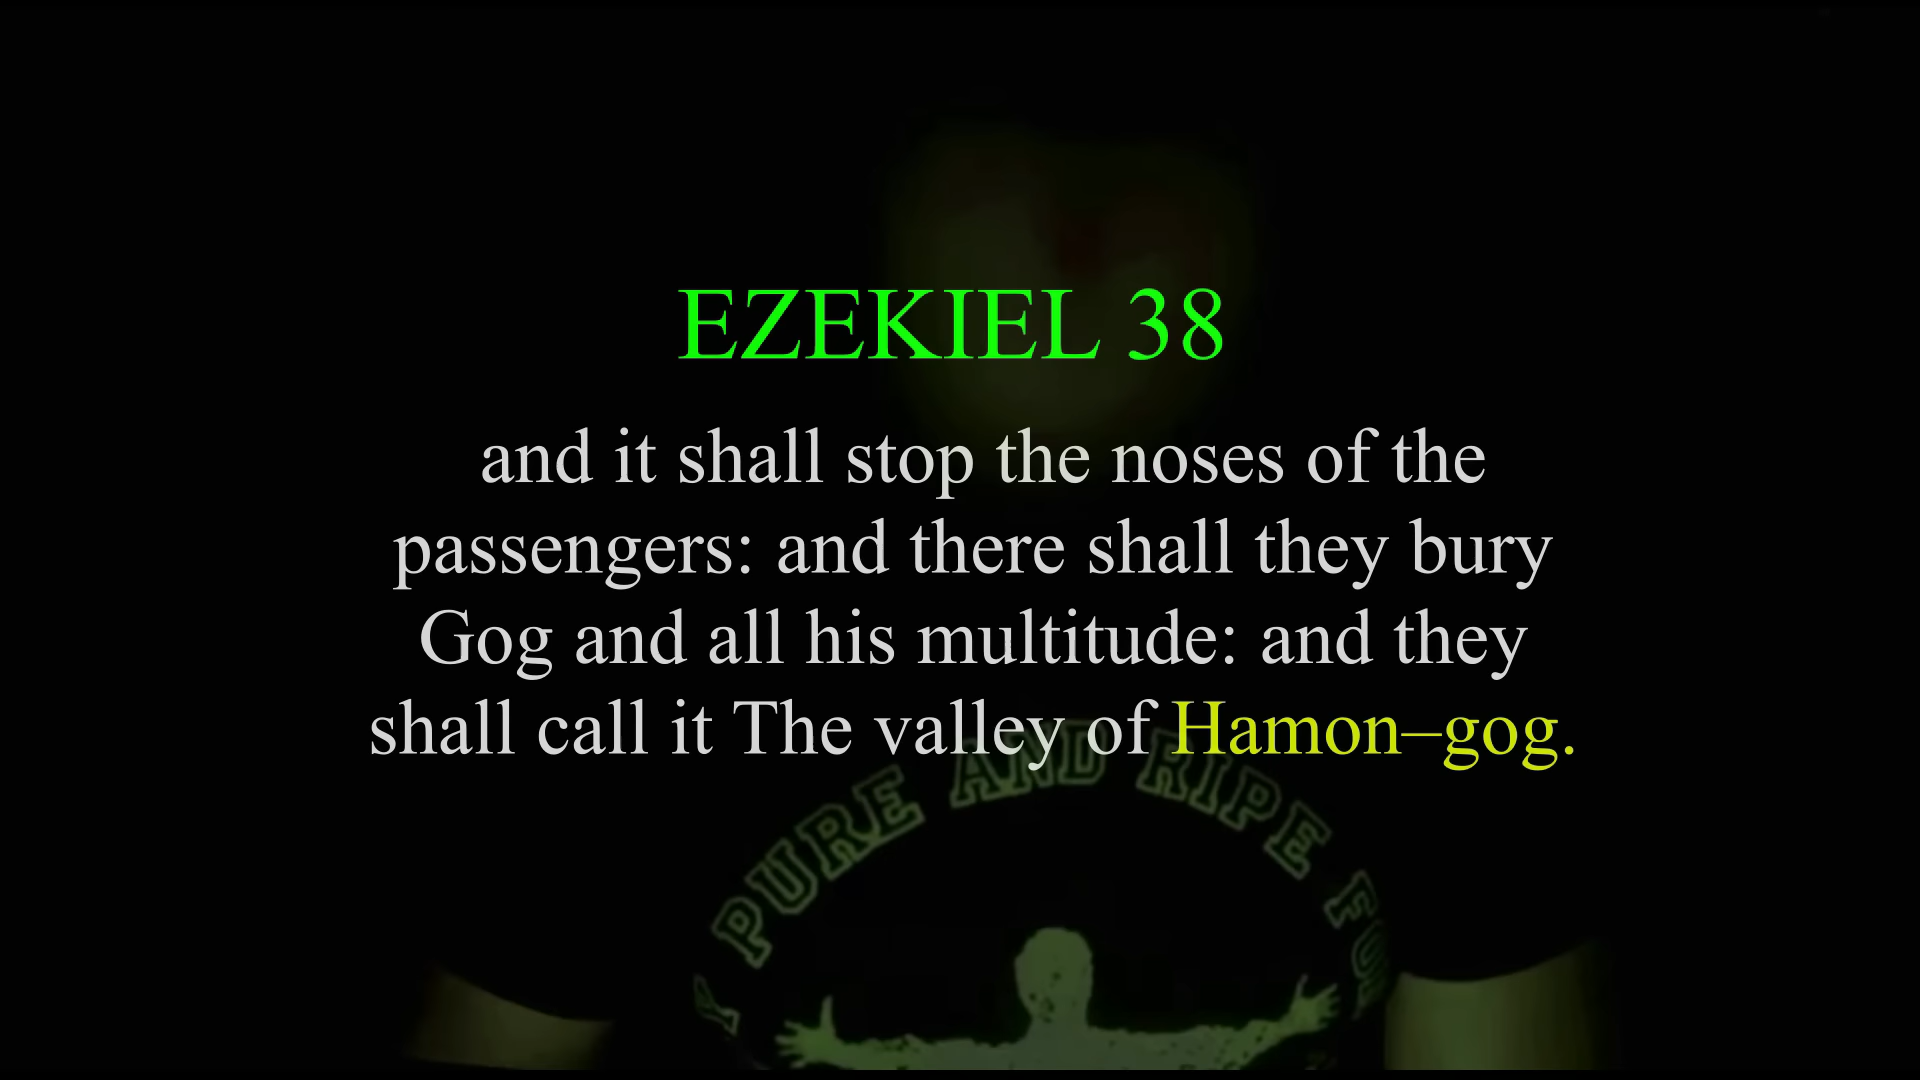 EZEKIEL 38
and it shall stop the noses of the
passengers: and there shall they bury
Gog and all his multitude: and they
shall call it The valley of Hamon–gog.
PURE AND RIPE